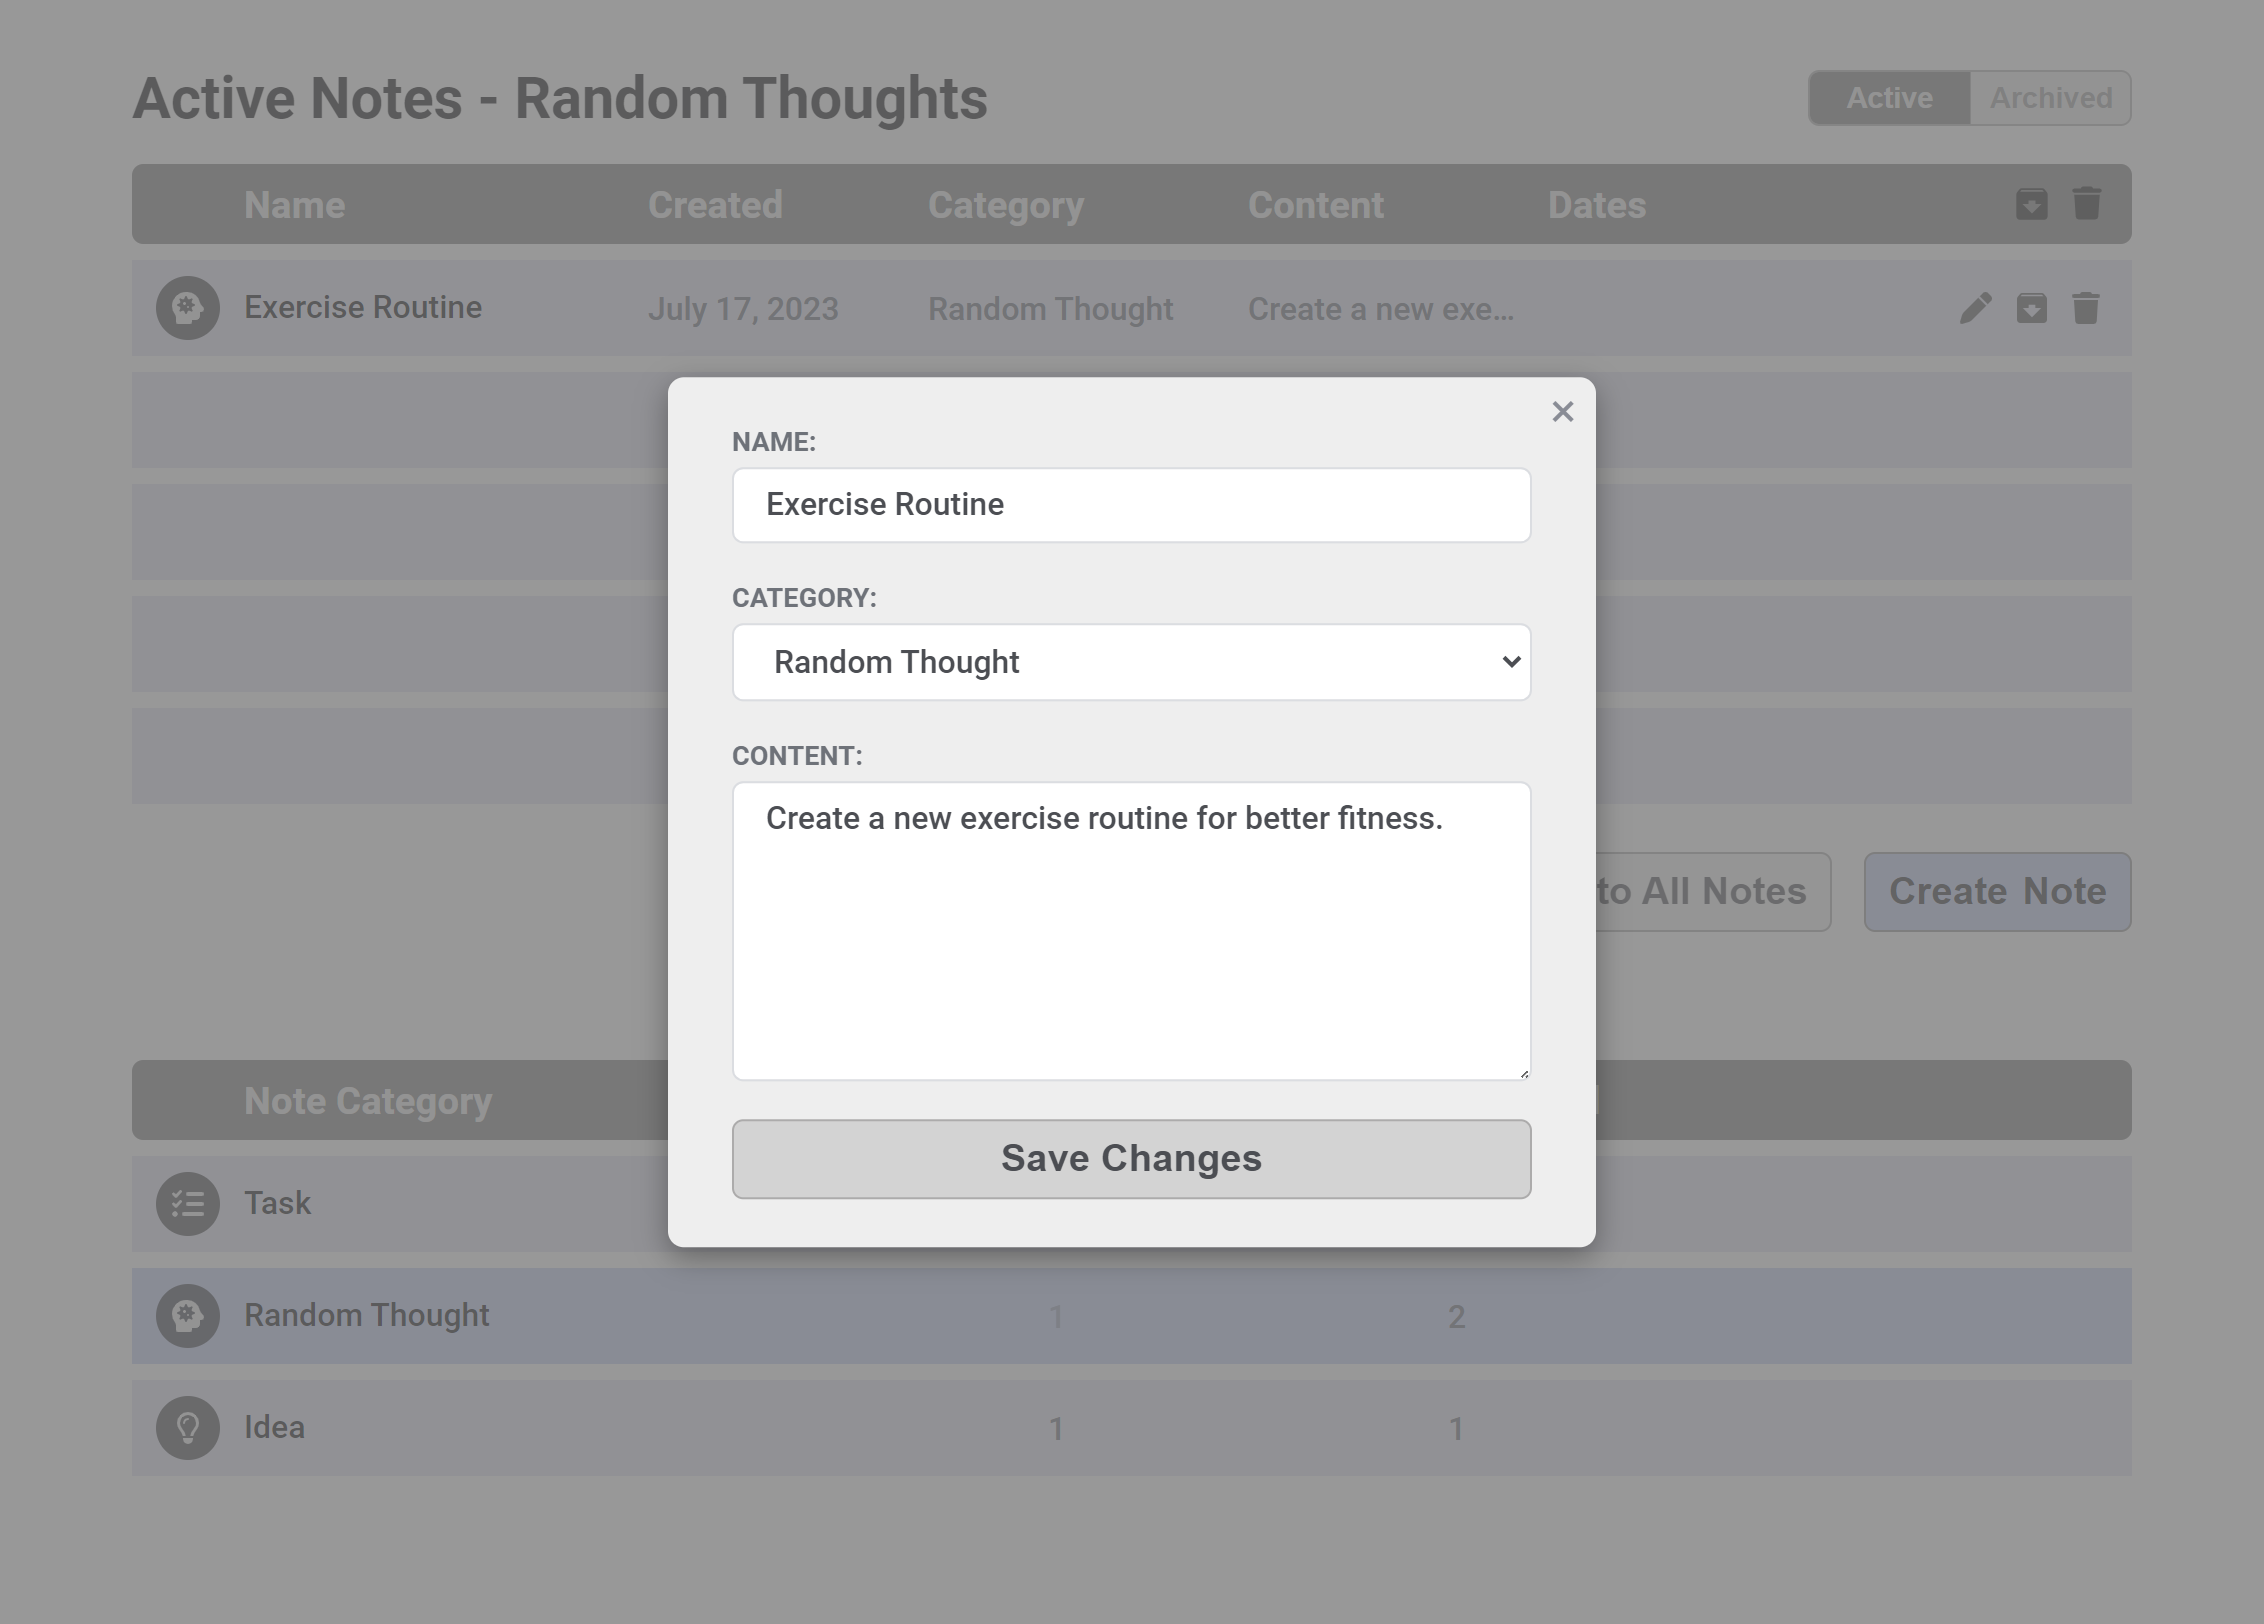 Active Notes - Random Thoughts
Active Archived
Name Created Category Content Dates
Exercise Routine July 17, 2023 Random Thought Create a new exe...
NAME:
Exercise Routine
CATEGORY:
Random Thought
CONTENT:
Create a new exercise routine for better fitness.
to All Notes Create Note
Note Category
Save Changes
Task
Random Thought 1 2
Idea 1 1